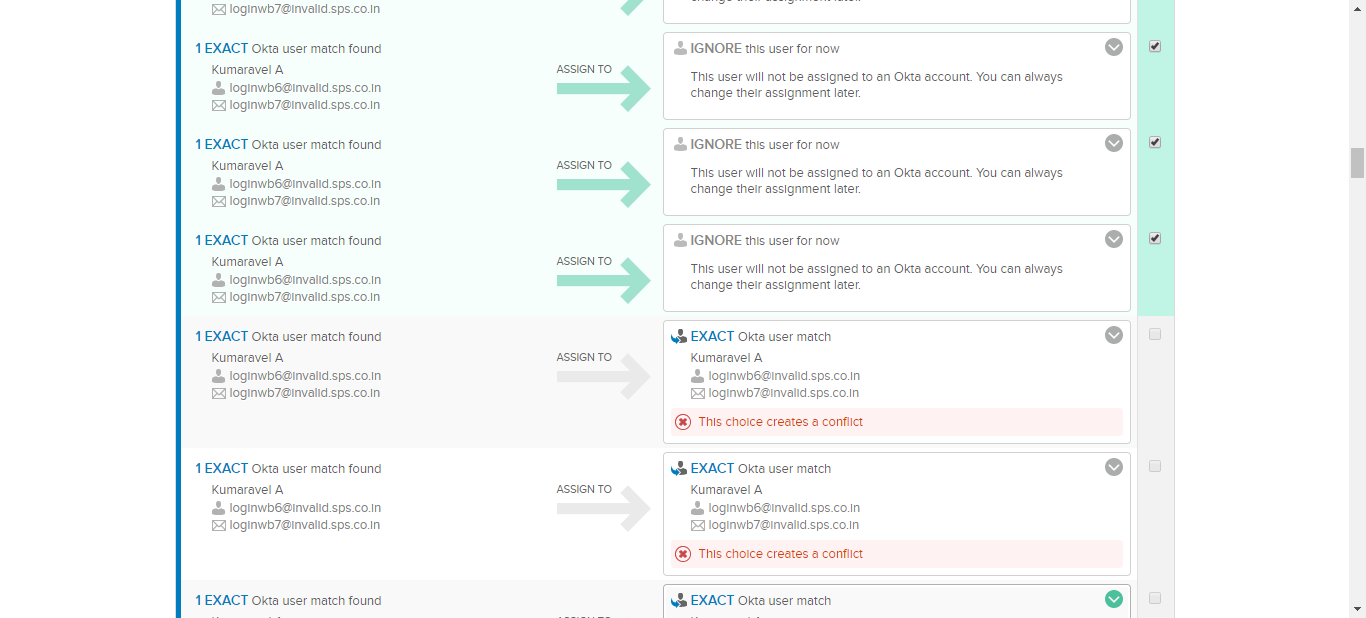 change their assignment later.
loginwb7@invalid.sps.co.in
1 EXACT Okta user match found
Kumaravel A
loginwb6@invalid.sps.co.in
loginwb7@invalid.sps.co.in
ASSIGN TO
IGNORE this user for now
This user will not be assigned to an Okta account. You can always
change their assignment later.
1 EXACT Okta user match found
Kumaravel A
loginwb6@invalid.sps.co.in
loginwb7@invalid.sps.co.in
ASSIGN TO
IGNORE this user for now
This user will not be assigned to an Okta account. You can always
change their assignment later.
1 EXACT Okta user match found
Kumaravel A
loginwb6@invalid.sps.co.in
loginwb7@invalid.sps.co.in
ASSIGN TO
IGNORE this user for now
This user will not be assigned to an Okta account. You can always
change their assignment later.
1 EXACT Okta user match found
Kumaravel A
loginwb6@invalid.sps.co.in
loginwb7@invalid.sps.co.in
ASSIGN TO
EXACT Okta user match
Kumaravel A
loginwb6@invalid.sps.co.in
loginwb7@invalid.sps.co.in
This choice creates a conflict
1 EXACT Okta user match found
Kumaravel A
loginwb6@invalid.sps.co.in
loginwb7@invalid.sps.co.in
ASSIGN TO
EXACT Okta user match
Kumaravel A
loginwb6@invalid.sps.co.in
loginwb7@invalid.sps.co.in
This choice creates a conflict
1 EXACT Okta user match found
EXACT Okta user match